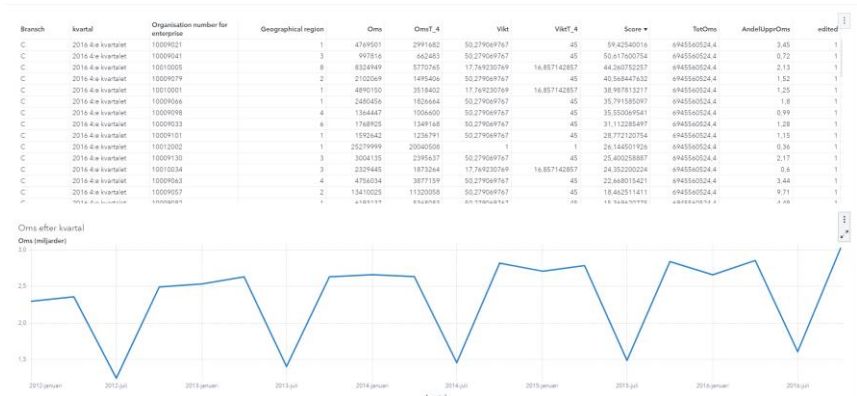 Bransch kvartal Organisation number for enterprise Geographical region Oms OmsT_4 Vikt ViktT_4 Score TotOms AndelUpprOms edited
C 2016 4:e kvartalet 10009021 1 4769501 2991682 50,279069767 45 59,42540016 6945560524,4 3,45 1
C 2016 4:e kvartalet 10009041 3 997816 662483 50,279069767 45 50,617600754 6945560524,4 0,72 1
C 2016 4:e kvartalet 10010005 8 8324949 5770765 17,769230769 16,857142857 44,260752257 6945560524,4 2,13 1
C 2016 4:e kvartalet 10009079 2 2102069 1495406 50,279069767 45 40,568447632 6945560524,4 1,52 1
C 2016 4:e kvartalet 10010001 1 4890150 3518402 17,769230769 16,857142857 38,987813217 6945560524,4 1,25 1
C 2016 4:e kvartalet 10009066 1 2480456 1826664 50,279069767 45 35,791585097 6945560524,4 1,8 1
C 2016 4:e kvartalet 10009098 4 1364447 1006600 50,279069767 45 35,550069541 6945560524,4 0,99 1
C 2016 4:e kvartalet 10009033 6 1768925 1349168 50,279069767 45 31,112285497 6945560524,4 1,28 1
C 2016 4:e kvartalet 10009101 1 1592642 1236791 50,279069767 45 28,772120754 6945560524,4 1,15 1
C 2016 4:e kvartalet 10012002 1 25279999 20040508 1 1 26,144501926 6945560524,4 0,36 1
C 2016 4:e kvartalet 10009130 3 3004135 2395637 50,279069767 45 25,400258887 6945560524,4 2,17 1
C 2016 4:e kvartalet 10010034 3 2329445 1873264 17,769230769 16,857142857 24,352200224 6945560524,4 0,6 1
C 2016 4:e kvartalet 10009063 4 4756034 3877159 50,279069767 45 22,668015421 6945560524,4 3,44 1
C 2016 4:e kvartalet 10009057 2 13410025 11320058 50,279069767 45 18,462511411 6945560524,4 9,71 1
Oms efter kvartal
Oms (miljarder)
3,0
2,5
2,0
1,5
2012-januari 2012-juli 2013-januari 2013-juli 2014-januari 2014-juli 2015-januari 2015-juli 2016-januari 2016-juli